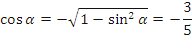 cos α = −√(1 − sin² α) = −3/5